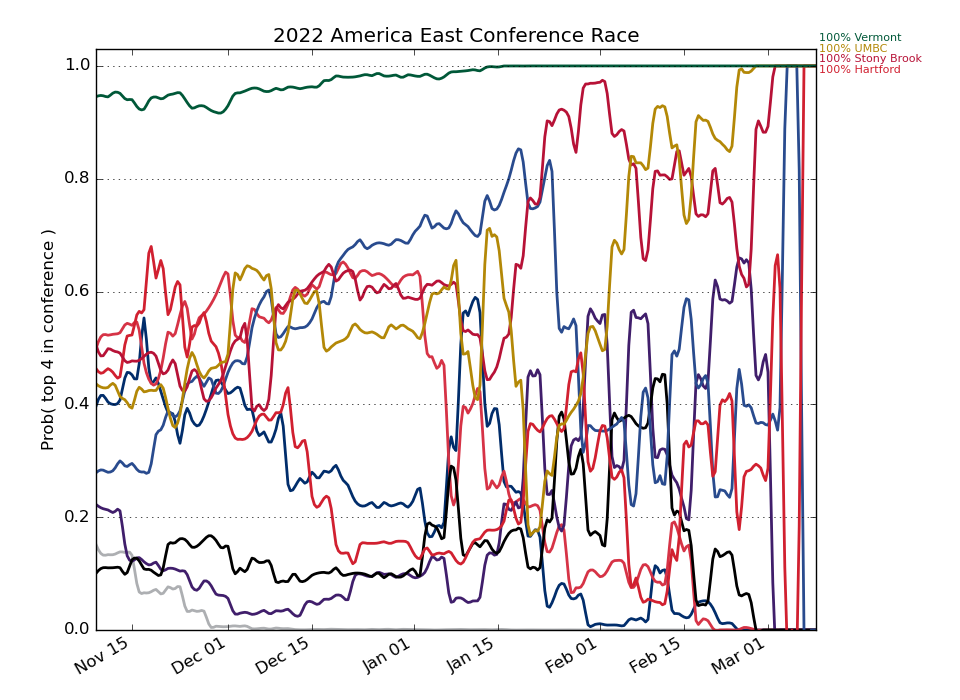 2022 America East Conference Race
100% Vermont
100% UMBC
100% Stony Brook
100% Hartford
Prob( top 4 in conference )
1.0
0.8
0.6
0.4
0.2
0.0
Nov 15
Dec 01
Dec 15
Jan 01
Jan 15
Feb 01
Feb 15
Mar 01